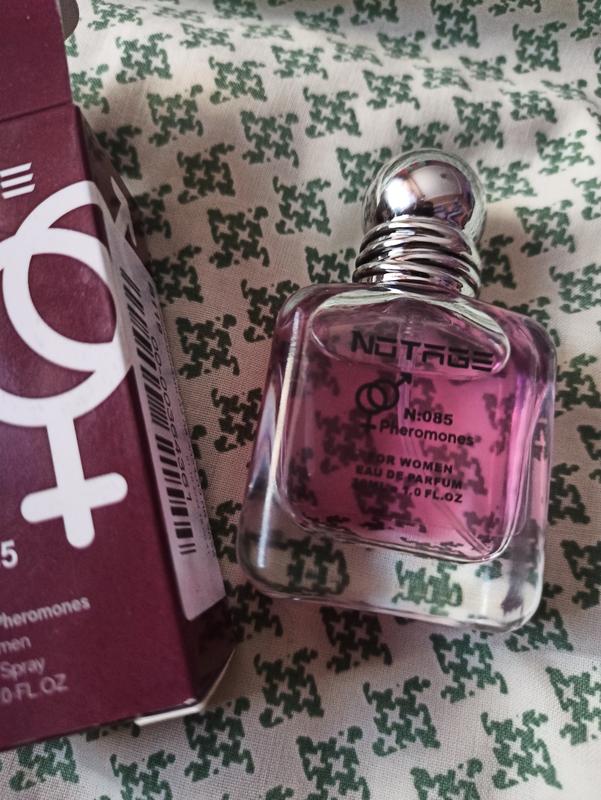 5
Pheromones
men
Spray
.0 FL OZ
NOTAGE
N:085
Pheromones
FOR WOMEN
EAU DE PARFUM
1.0 FL.OZ